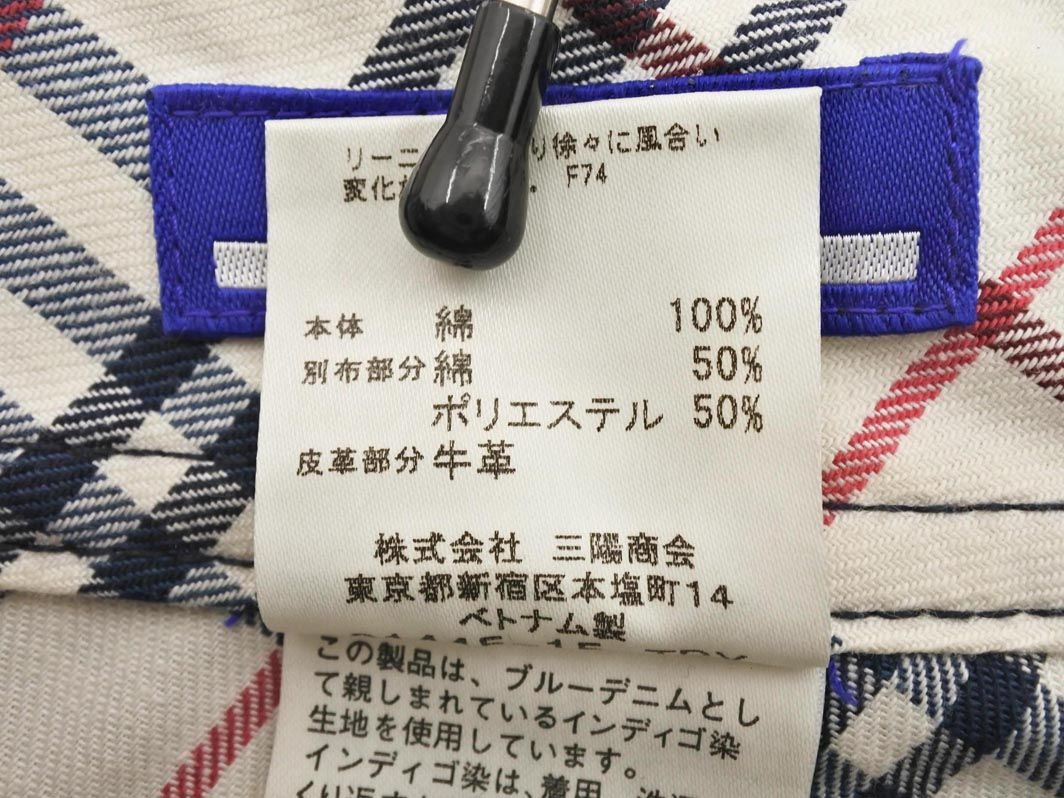 リーニ り徐々に風合い
変化 F74
本体 綿 100%
別布部分 綿 50%
ポリエステル 50%
皮革部分 牛革
株式会社 三陽商会
東京都新宿区本塩町14
ベトナム製
この製品は、ブルーデニムとし
て親しまれているインディゴ染
生地を使用しています。
インディゴ染は、着用、洗濯